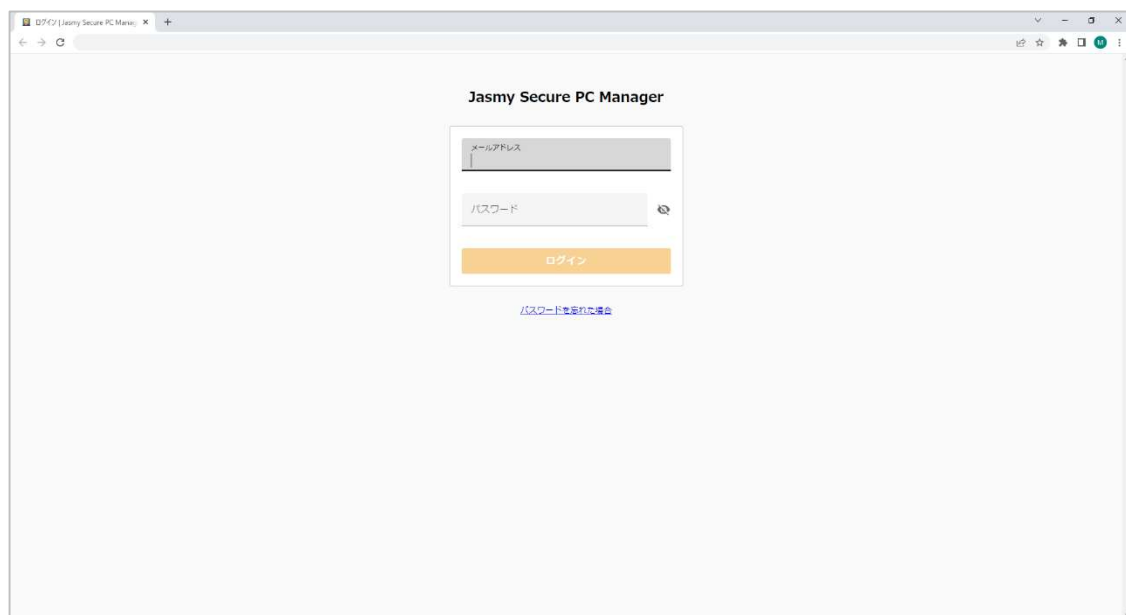 ログイン | Jasmy Secure PC Manag
M
Jasmy Secure PC Manager
メールアドレス
パスワード
ログイン
パスワードを忘れた場合